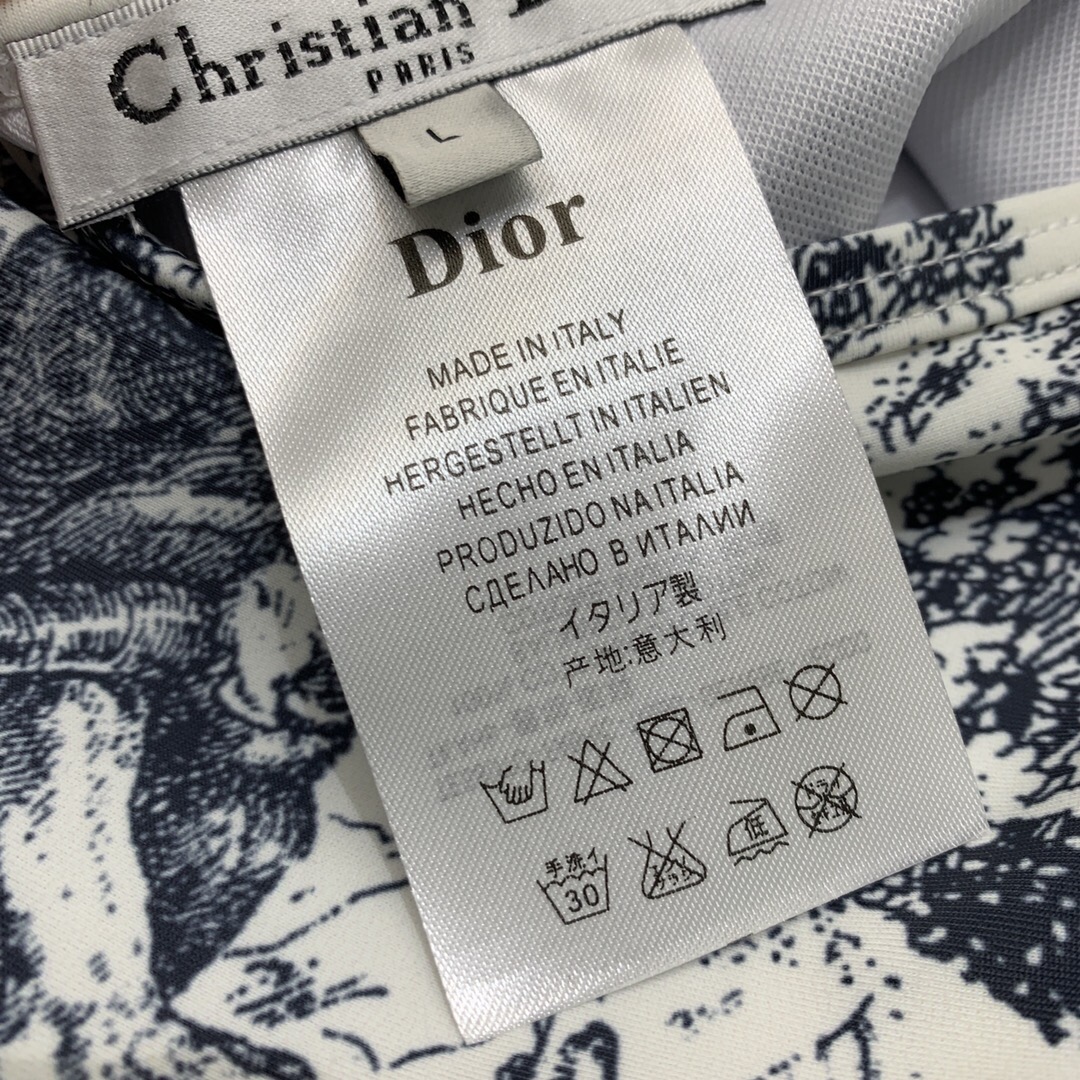 Christian
PARIS
L
Dior
MADE IN ITALY
FABRIQUE EN ITALIE
HERGESTELLT IN ITALIEN
HECHO EN ITALIA
PRODUZIDO NA ITALIA
СДЕЛАНО В ИТАЛИИ
イタリア製
产地:意大利
手洗イ
30
低